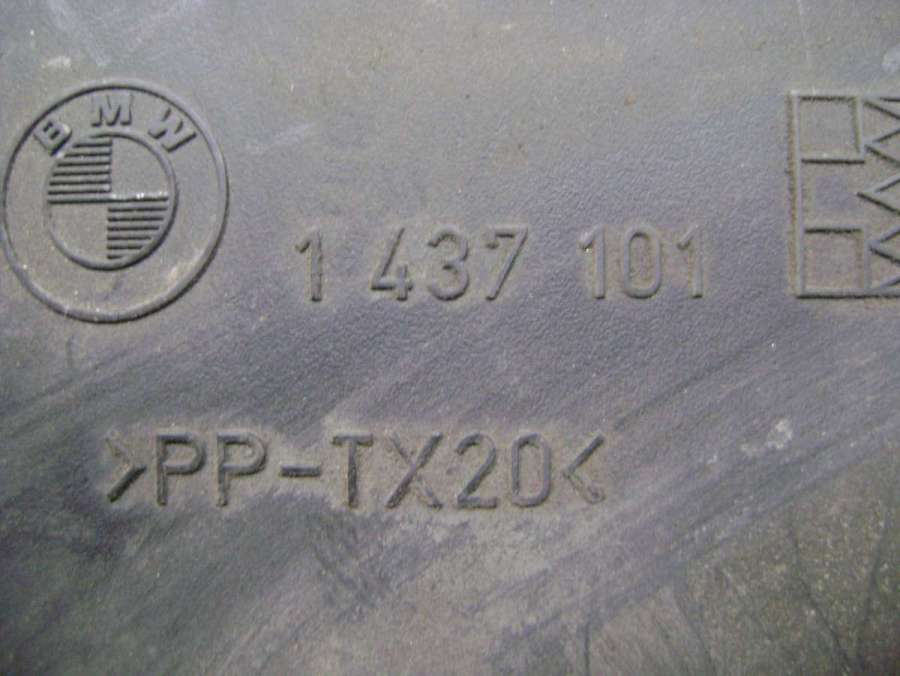 BMW
1 437 101
>PP-TX20<